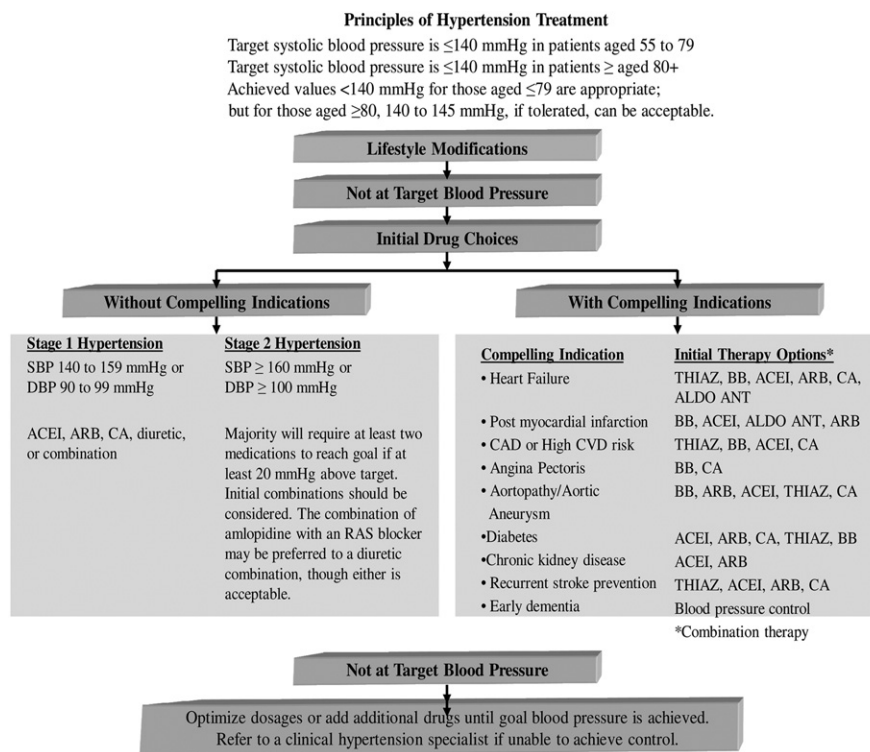 Principles of Hypertension Treatment
Target systolic blood pressure is ≤140 mmHg in patients aged 55 to 79
Target systolic blood pressure is ≤140 mmHg in patients ≥ aged 80+
Achieved values <140 mmHg for those aged ≤79 are appropriate;
but for those aged ≥80, 140 to 145 mmHg, if tolerated, can be acceptable.
Lifestyle Modifications
Not at Target Blood Pressure
Initial Drug Choices
Without Compelling Indications
Stage 1 Hypertension
SBP 140 to 159 mmHg or
DBP 90 to 99 mmHg
ACEI, ARB, CA, diuretic,
or combination
Stage 2 Hypertension
SBP ≥ 160 mmHg or
DBP ≥ 100 mmHg
Majority will require at least two
medications to reach goal if at
least 20 mmHg above target.
Initial combinations should be
considered. The combination of
amlopidine with an RAS blocker
may be preferred to a diuretic
combination, though either is
acceptable.
With Compelling Indications
Compelling Indication Initial Therapy Options*
• Heart Failure THIAZ, BB, ACEI, ARB, CA,
ALDO ANT
• Post myocardial infarction BB, ACEI, ALDO ANT, ARB
• CAD or High CVD risk THIAZ, BB, ACEI, CA
• Angina Pectoris BB, CA
• Aortopathy/Aortic BB, ARB, ACEI, THIAZ, CA
Aneurysm
•Diabetes ACEI, ARB, CA, THIAZ, BB
•Chronic kidney disease ACEI, ARB
• Recurrent stroke prevention THIAZ, ACEI, ARB, CA
• Early dementia Blood pressure control
*Combination therapy
Not at Target Blood Pressure
Optimize dosages or add additional drugs until goal blood pressure is achieved.
Refer to a clinical hypertension specialist if unable to achieve control.